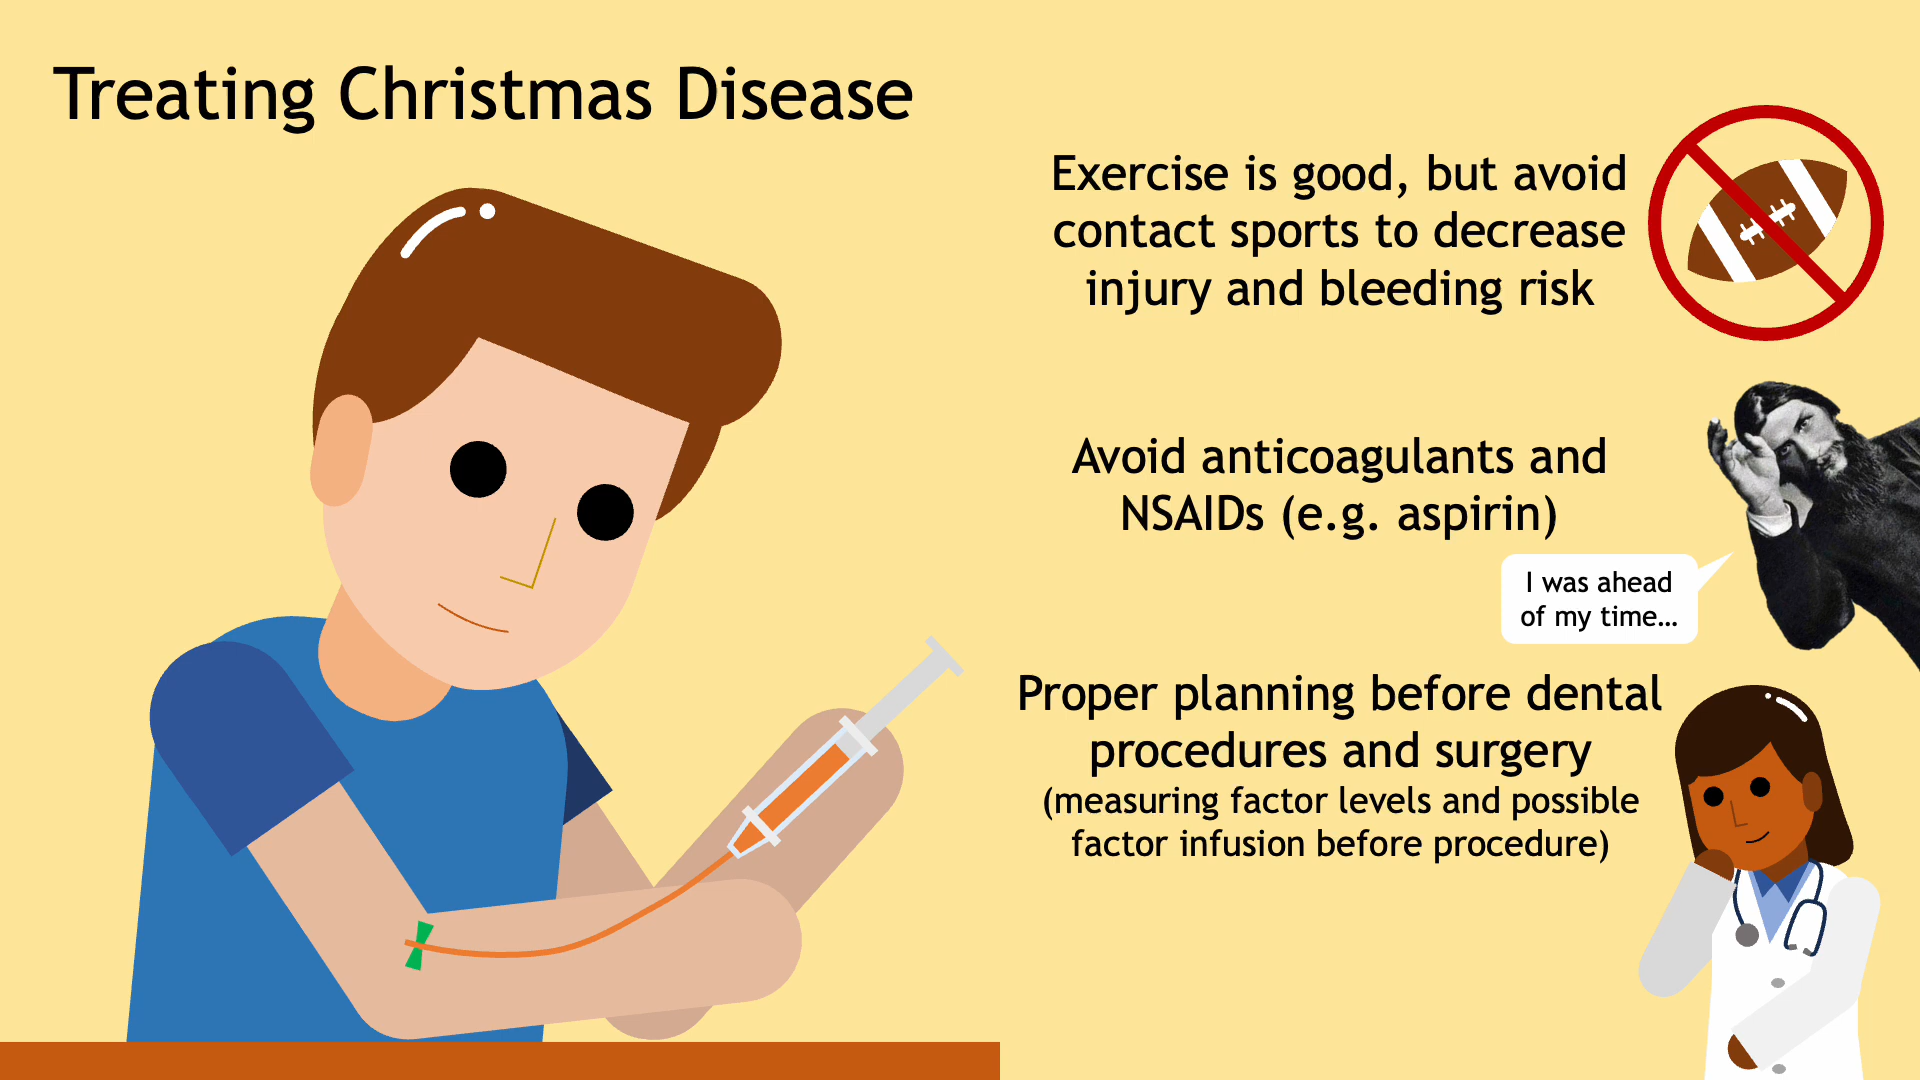 Treating Christmas Disease
Exercise is good, but avoid
contact sports to decrease
injury and bleeding risk
Avoid anticoagulants and
NSAIDs (e.g. aspirin)
I was ahead
of my time…
Proper planning before dental
procedures and surgery
(measuring factor levels and possible
factor infusion before procedure)